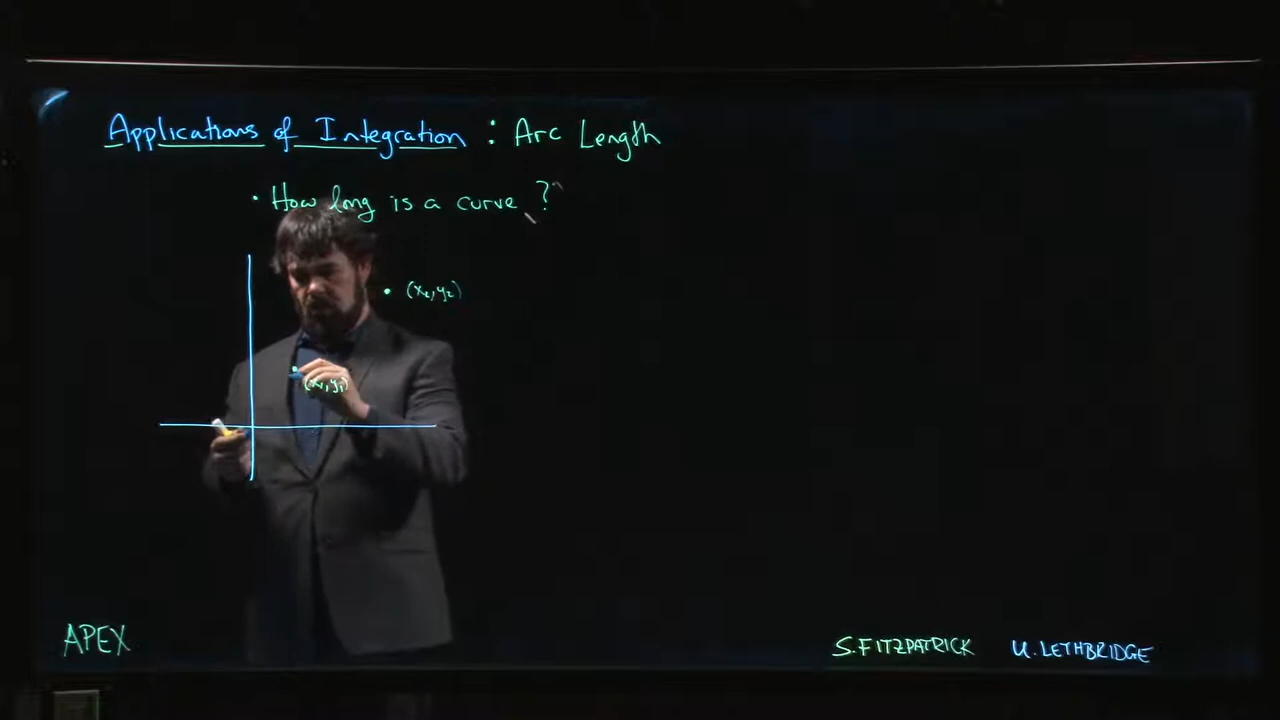 Applications of Integration : Arc Length
• How long is a curve ?
(x₂, y₂)
(x₁, y₁)
APEX
S. FITZPATRICK U. LETHBRIDGE